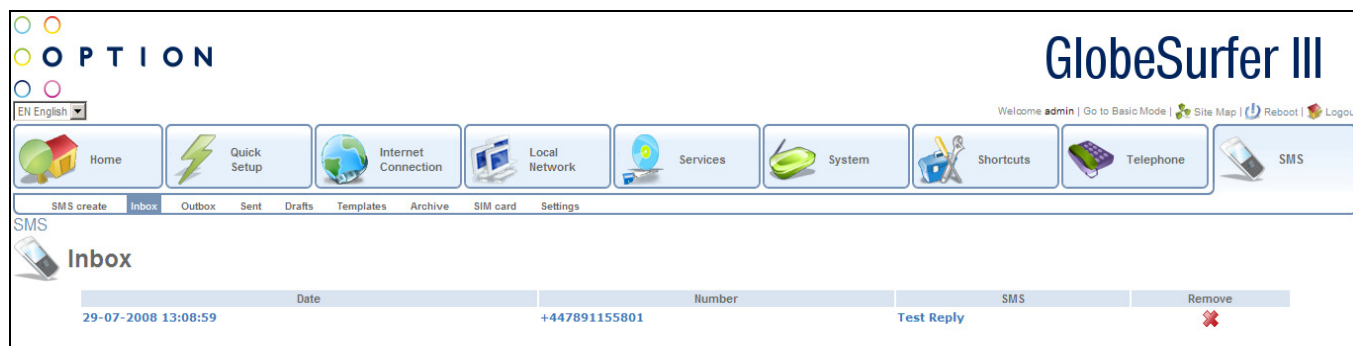 OPTION
GlobeSurfer III
EN English
Welcome admin | Go to Basic Mode | Site Map | Reboot | Logou
Home
Quick Setup
Internet Connection
Local Network
Services
System
Shortcuts
Telephone
SMS
SMS create Inbox Outbox Sent Drafts Templates Archive SIM card Settings
SMS
Inbox
Date Number SMS Remove
29-07-2008 13:08:59 +447891155801 Test Reply